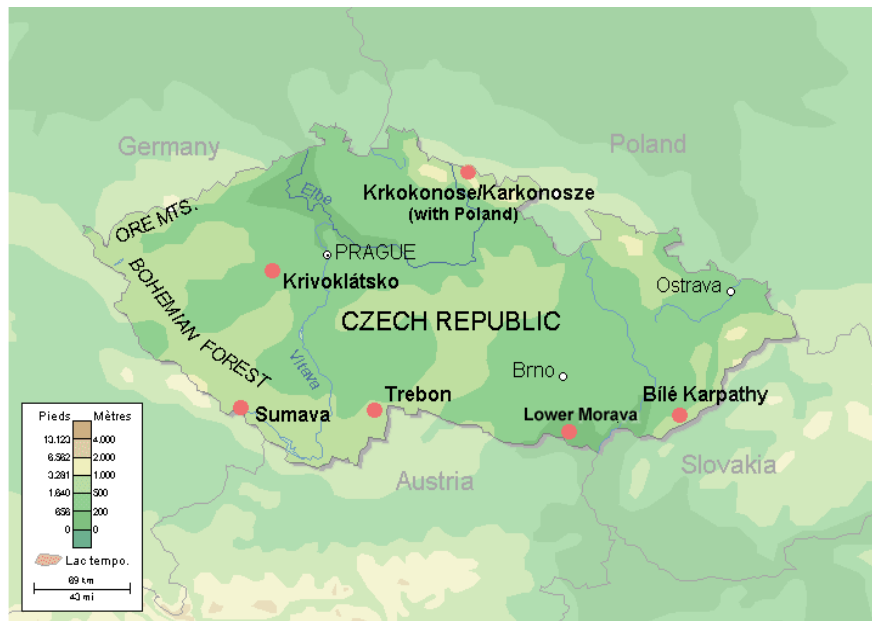 Germany
Poland
Krkokonose/Karkonosze
(with Poland)
Elbe
ORE MTS.
PRAGUE
Krivoklátsko
BOHEMIAN FOREST
Ostrava
CZECH REPUBLIC
Vltava
Brno
Sumava
Trebon
Bílé Karpathy
Lower Morava
Slovakia
Austria
Pieds Mètres
13.123 4.000
6.562 2.000
3.281 1.000
1.640 500
656 200
0 0
Lac tempo.
69 km
43 mi